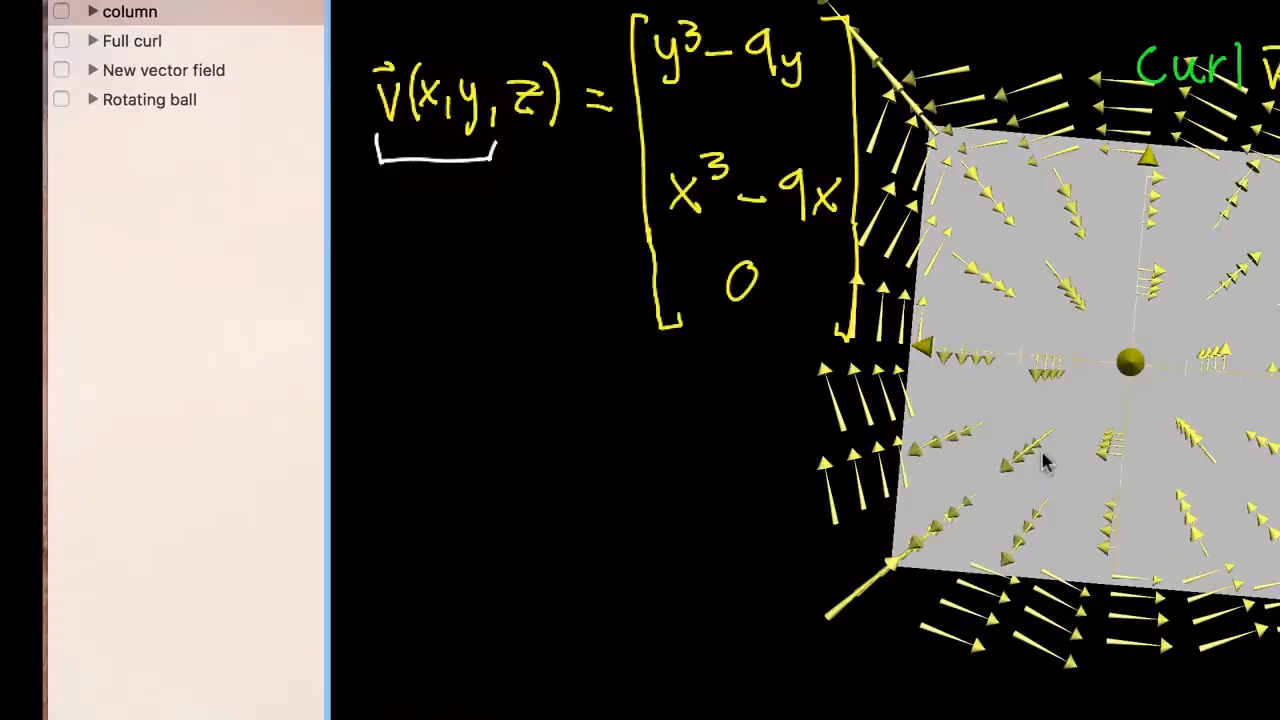 column
Full curl
New vector field
Rotating ball
v⃗(x,y,z) =
y³ - 9y
x³ - 9x
0
Curl v⃗